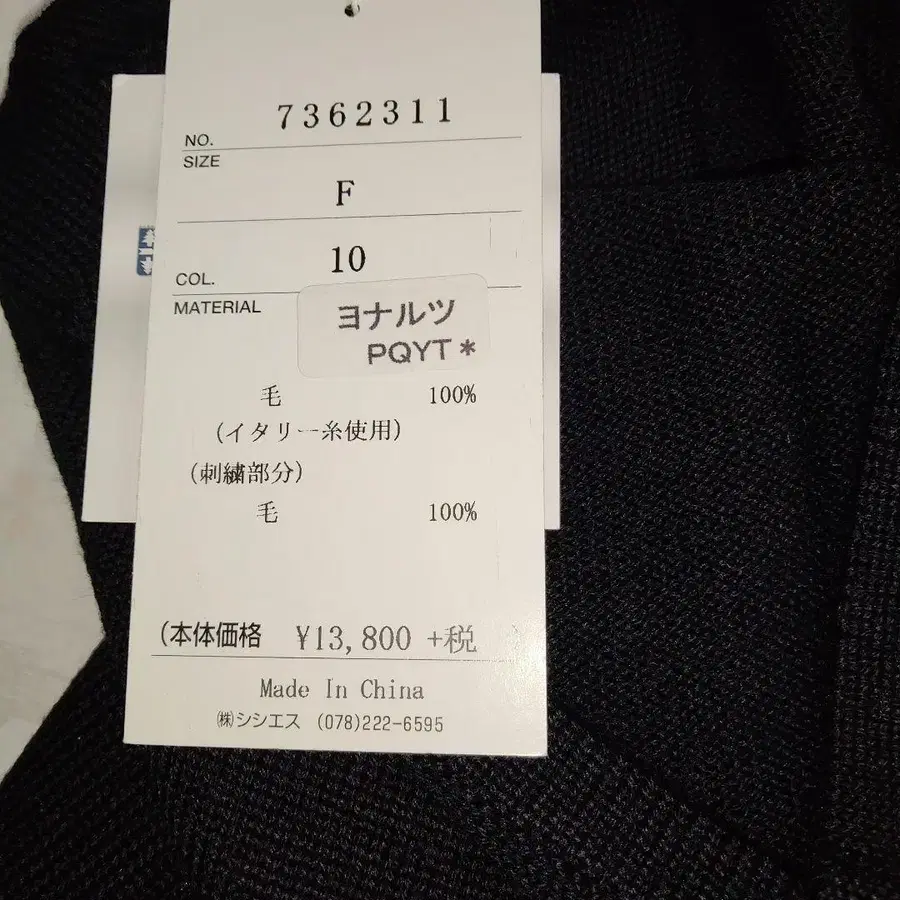 7362311
NO.
SIZE
F
10
COL.
MATERIAL
ヨナルツ
PQYT*
毛 100%
(イタリー糸使用)
(刺繍部分)
毛 100%
(本体価格 ¥13,800 +税
Made In China
㈱シシエス (078)222-6595